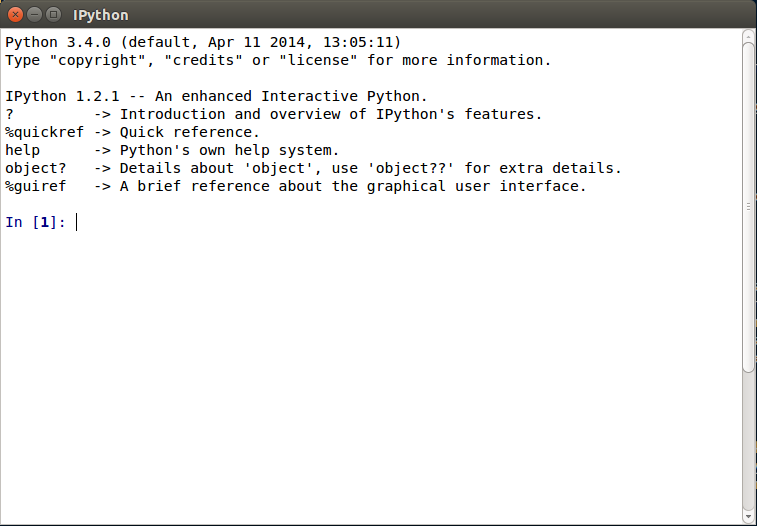 IPython
Python 3.4.0 (default, Apr 11 2014, 13:05:11)
Type "copyright", "credits" or "license" for more information.
IPython 1.2.1 -- An enhanced Interactive Python.
?         -> Introduction and overview of IPython's features.
%quickref -> Quick reference.
help      -> Python's own help system.
object?   -> Details about 'object', use 'object??' for extra details.
%guiref   -> A brief reference about the graphical user interface.
In [1]: